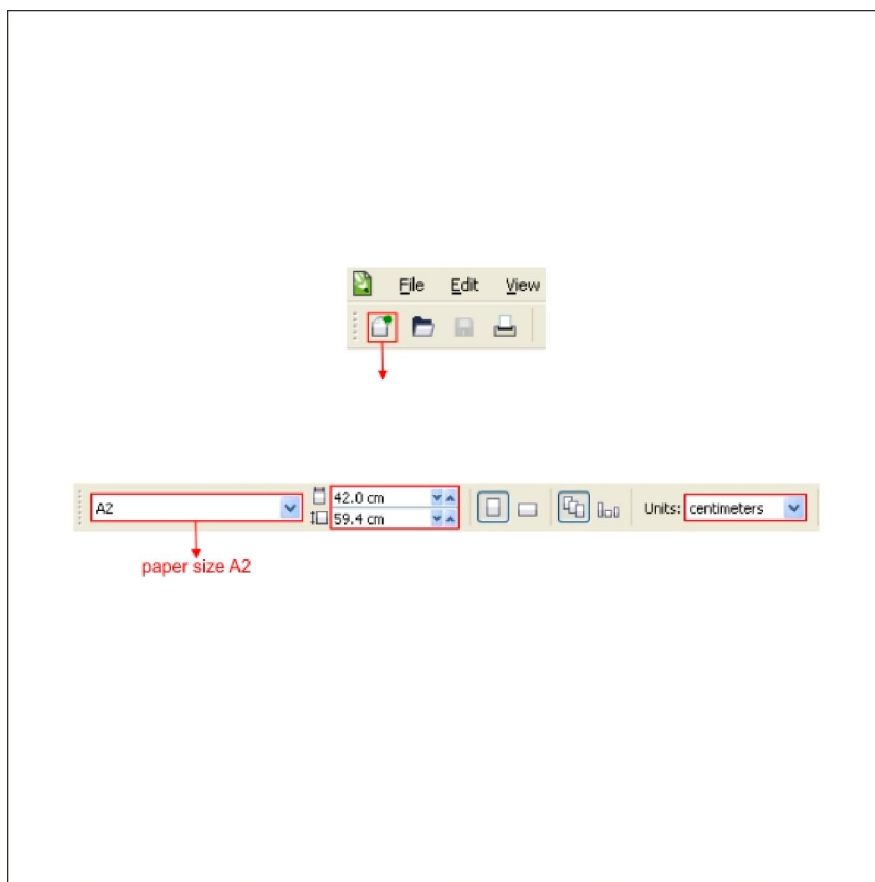 File Edit View
A2
42.0 cm
59.4 cm
Units: centimeters
paper size A2